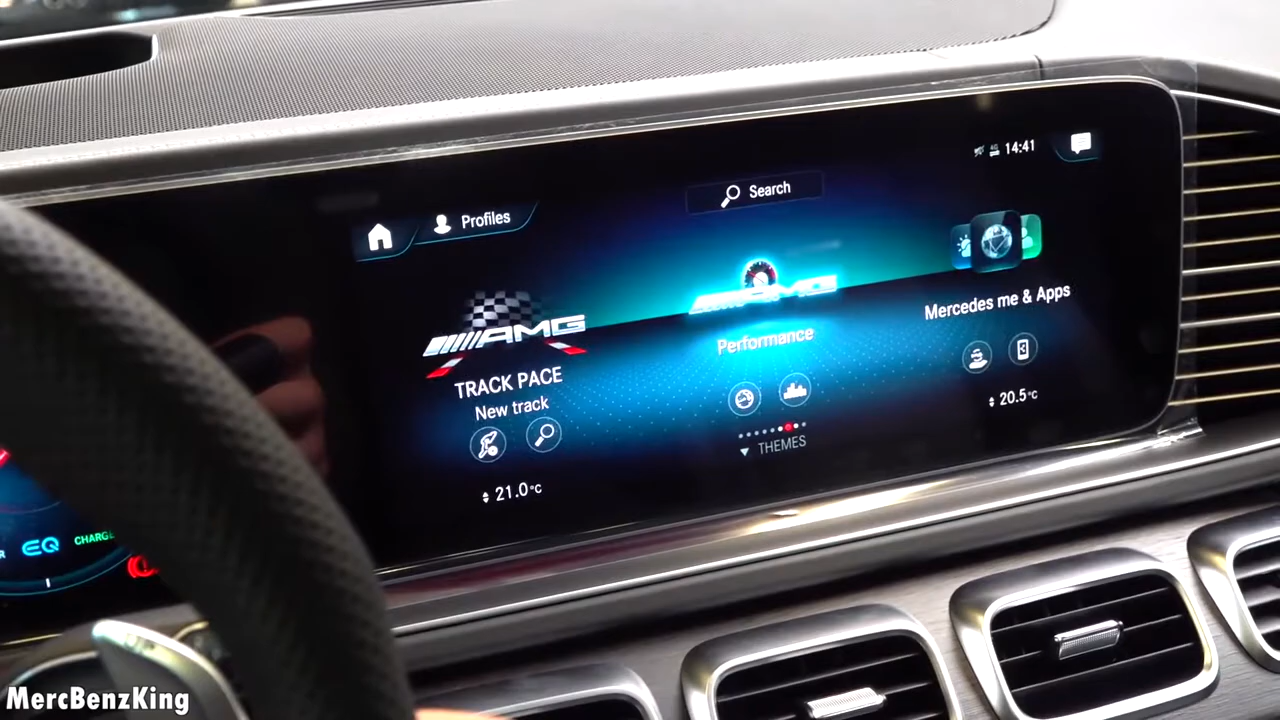 14:41
Search
Profiles
AMG
AMG
Mercedes me & Apps
Performance
TRACK PACE
New track
20.5°C
THEMES
21.0°C
EQ
CHARGE
MercBenzKing